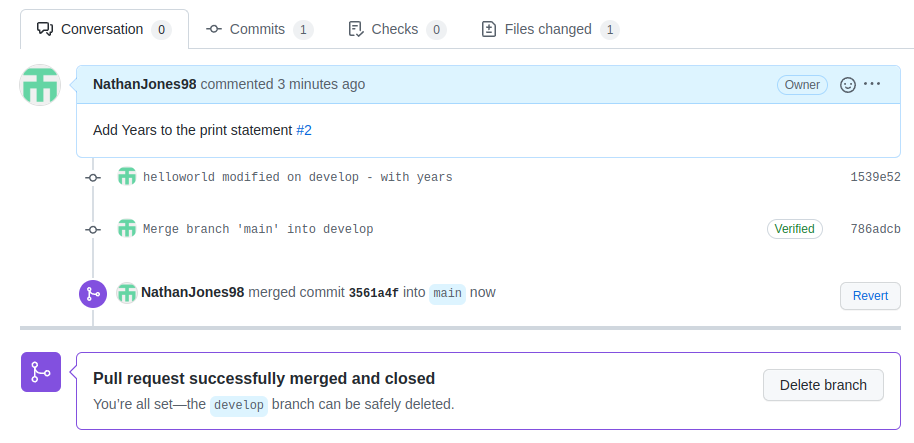 Conversation 0 Commits 1 Checks 0 Files changed 1
NathanJones98 commented 3 minutes ago Owner
Add Years to the print statement #2
helloworld modified on develop - with years 1539e52
Merge branch 'main' into develop Verified 786adcb
NathanJones98 merged commit 3561a4f into main now Revert
Pull request successfully merged and closed
You’re all set—the develop branch can be safely deleted.
Delete branch